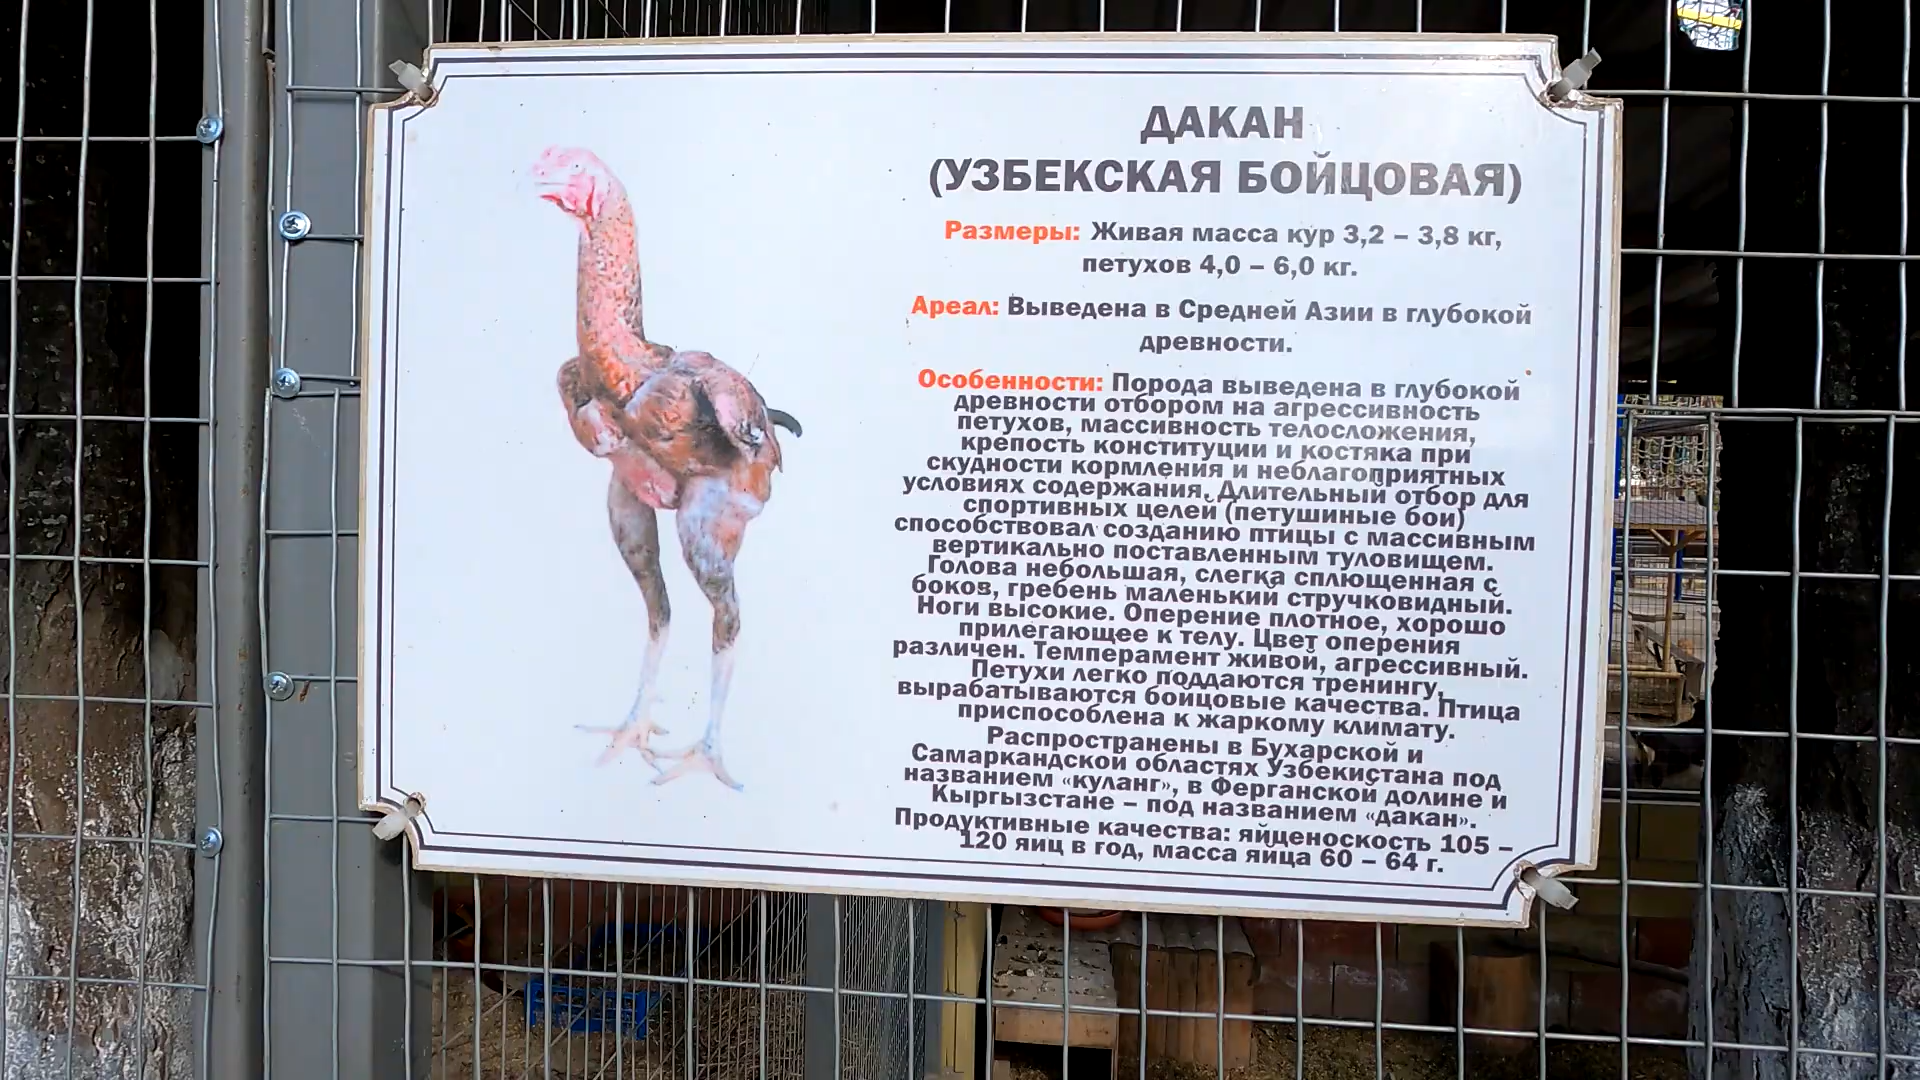 ДАКАН
(УЗБЕКСКАЯ БОЙЦОВАЯ)
Размеры: Живая масса кур 3,2 – 3,8 кг,
петухов 4,0 – 6,0 кг.
Ареал: Выведена в Средней Азии в глубокой
древности.
Особенности: Порода выведена в глубокой
древности отбором на агрессивность
петухов, массивность телосложения,
крепость конституции и костяка при
скудности кормления и неблагоприятных
условиях содержания. Длительный отбор для
спортивных целей (петушиные бои)
способствовал созданию птицы с массивным
вертикально поставленным туловищем.
Голова небольшая, слегка сплющенная с
боков, гребень маленький стручковидный.
Ноги высокие. Оперение плотное, хорошо
прилегающее к телу. Цвет оперения
различен. Темперамент живой, агрессивный.
Петухи легко поддаются тренингу,
вырабатываются бойцовые качества. Птица
приспособлена к жаркому климату.
Распространены в Бухарской и
Самаркандской областях Узбекистана под
названием «куланг», в Ферганской долине и
Кыргызстане – под названием «дакан».
Продуктивные качества: яйценоскость 105 –
120 яиц в год, масса яйца 60 – 64 г.